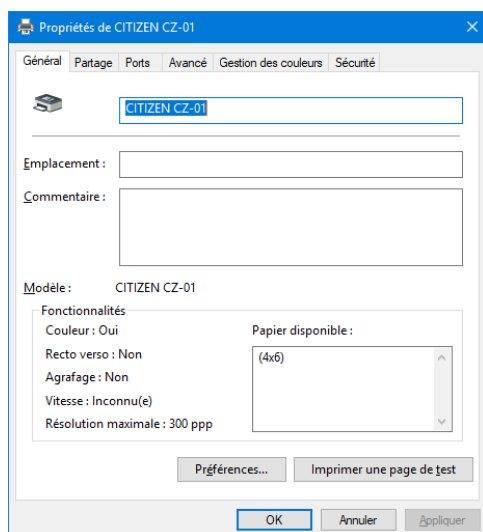 Propriétés de CITIZEN CZ-01
Général Partage Ports Avancé Gestion des couleurs Sécurité
CITIZEN CZ-01
Emplacement :
Commentaire :
Modèle : CITIZEN CZ-01
Fonctionnalités
Couleur : Oui Papier disponible :
Recto verso : Non (4x6)
Agrafage : Non
Vitesse : Inconnu(e)
Résolution maximale : 300 ppp
Préférences... Imprimer une page de test
OK Annuler Appliquer